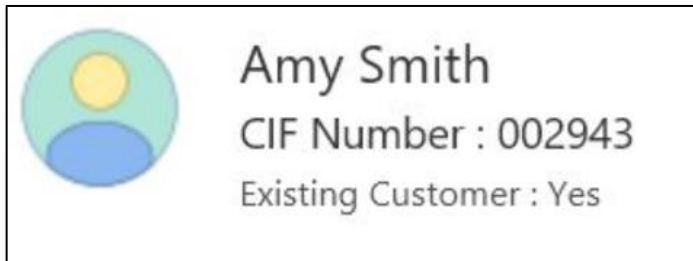 Amy Smith
CIF Number : 002943
Existing Customer : Yes